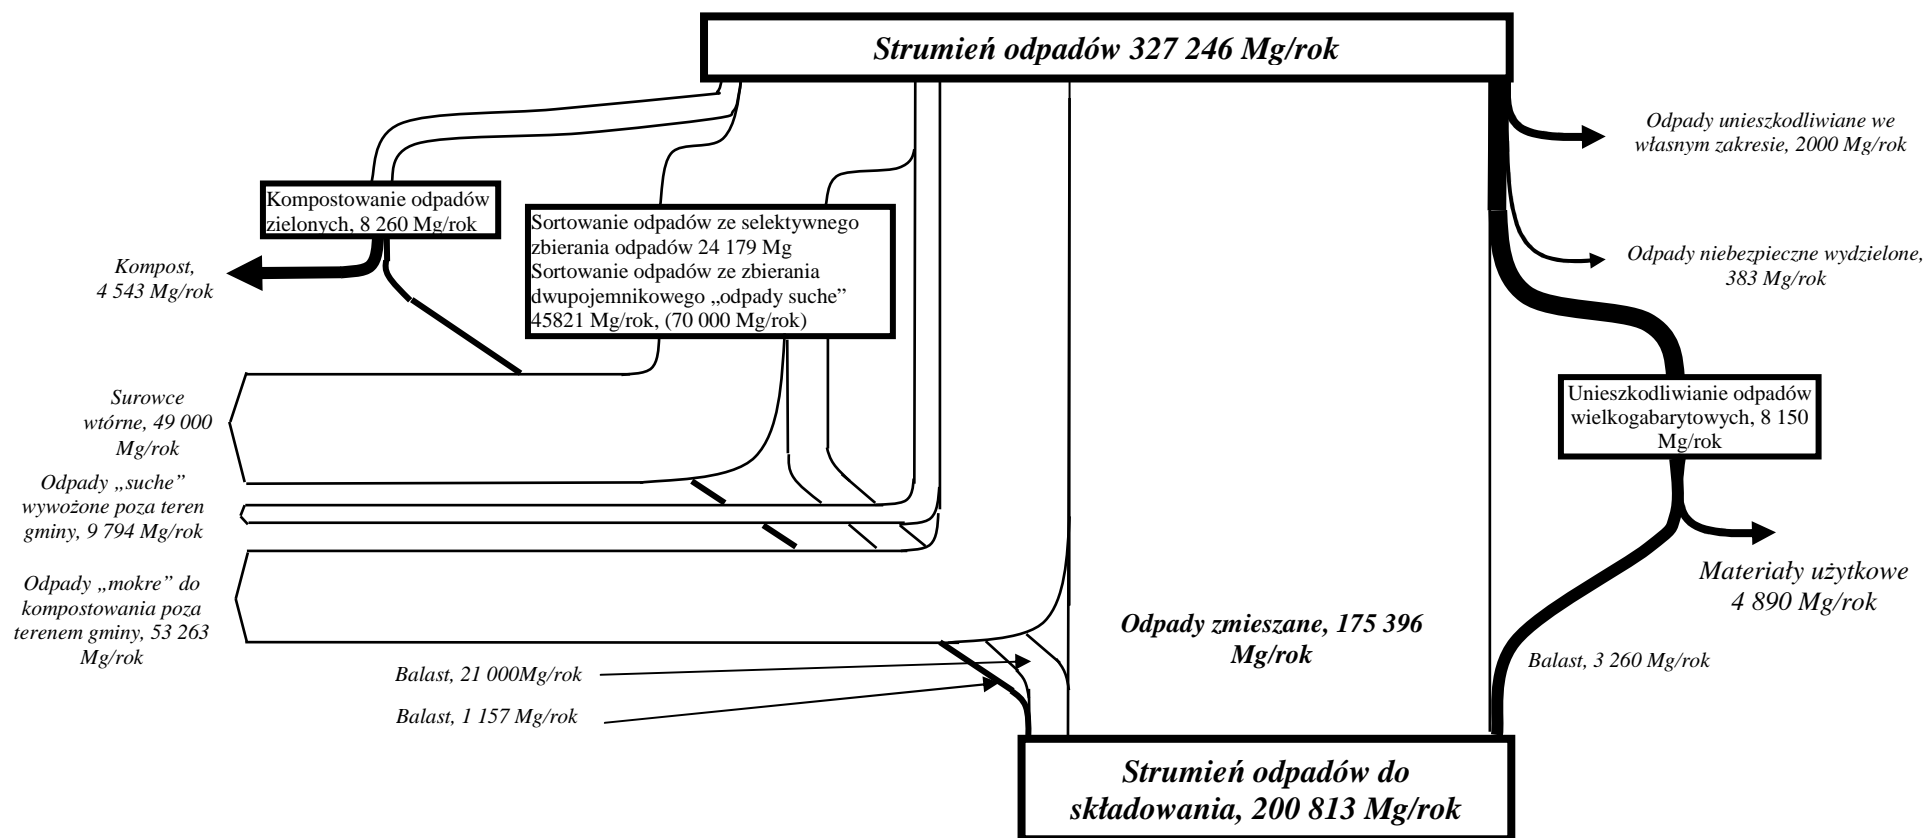 Strumień odpadów 327 246 Mg/rok
Odpady unieszkodliwiane we
własnym zakresie, 2000 Mg/rok
Kompostowanie odpadów
zielonych, 8 260 Mg/rok
Sortowanie odpadów ze selektywnego
zbierania odpadów 24 179 Mg
Sortowanie odpadów ze zbierania
dwupojemnikowego „odpady suche”
45821 Mg/rok, (70 000 Mg/rok)
Kompost,
4 543 Mg/rok
Odpady niebezpieczne wydzielone,
383 Mg/rok
Surowce
wtórne, 49 000
Mg/rok
Unieszkodliwianie odpadów
wielkogabarytowych, 8 150
Mg/rok
Odpady „suche”
wywożone poza teren
gminy, 9 794 Mg/rok
Odpady „mokre” do
kompostowania poza
terenem gminy, 53 263
Mg/rok
Materiały użytkowe
4 890 Mg/rok
Odpady zmieszane, 175 396
Mg/rok
Balast, 21 000Mg/rok
Balast, 3 260 Mg/rok
Balast, 1 157 Mg/rok
Strumień odpadów do
składowania, 200 813 Mg/rok